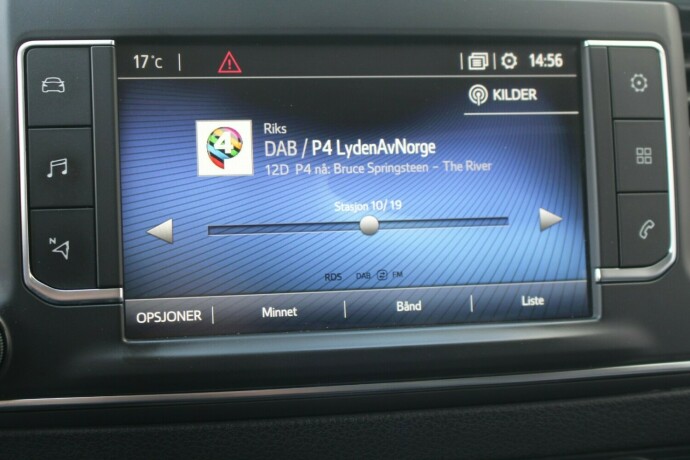 17°c 14:56
KILDER
4
Riks
DAB / P4 LydenAvNorge
12D P4 nå: Bruce Springsteen – The River
Stasjon 10/19
RDS DAB FM
OPSJONER Minnet Bånd Liste
N